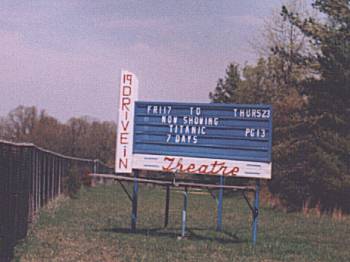 19 DRIVE iN
FRI17 TO THURS23
NOW SHOWING
TITANIC PG13
7 DAYS
Theatre